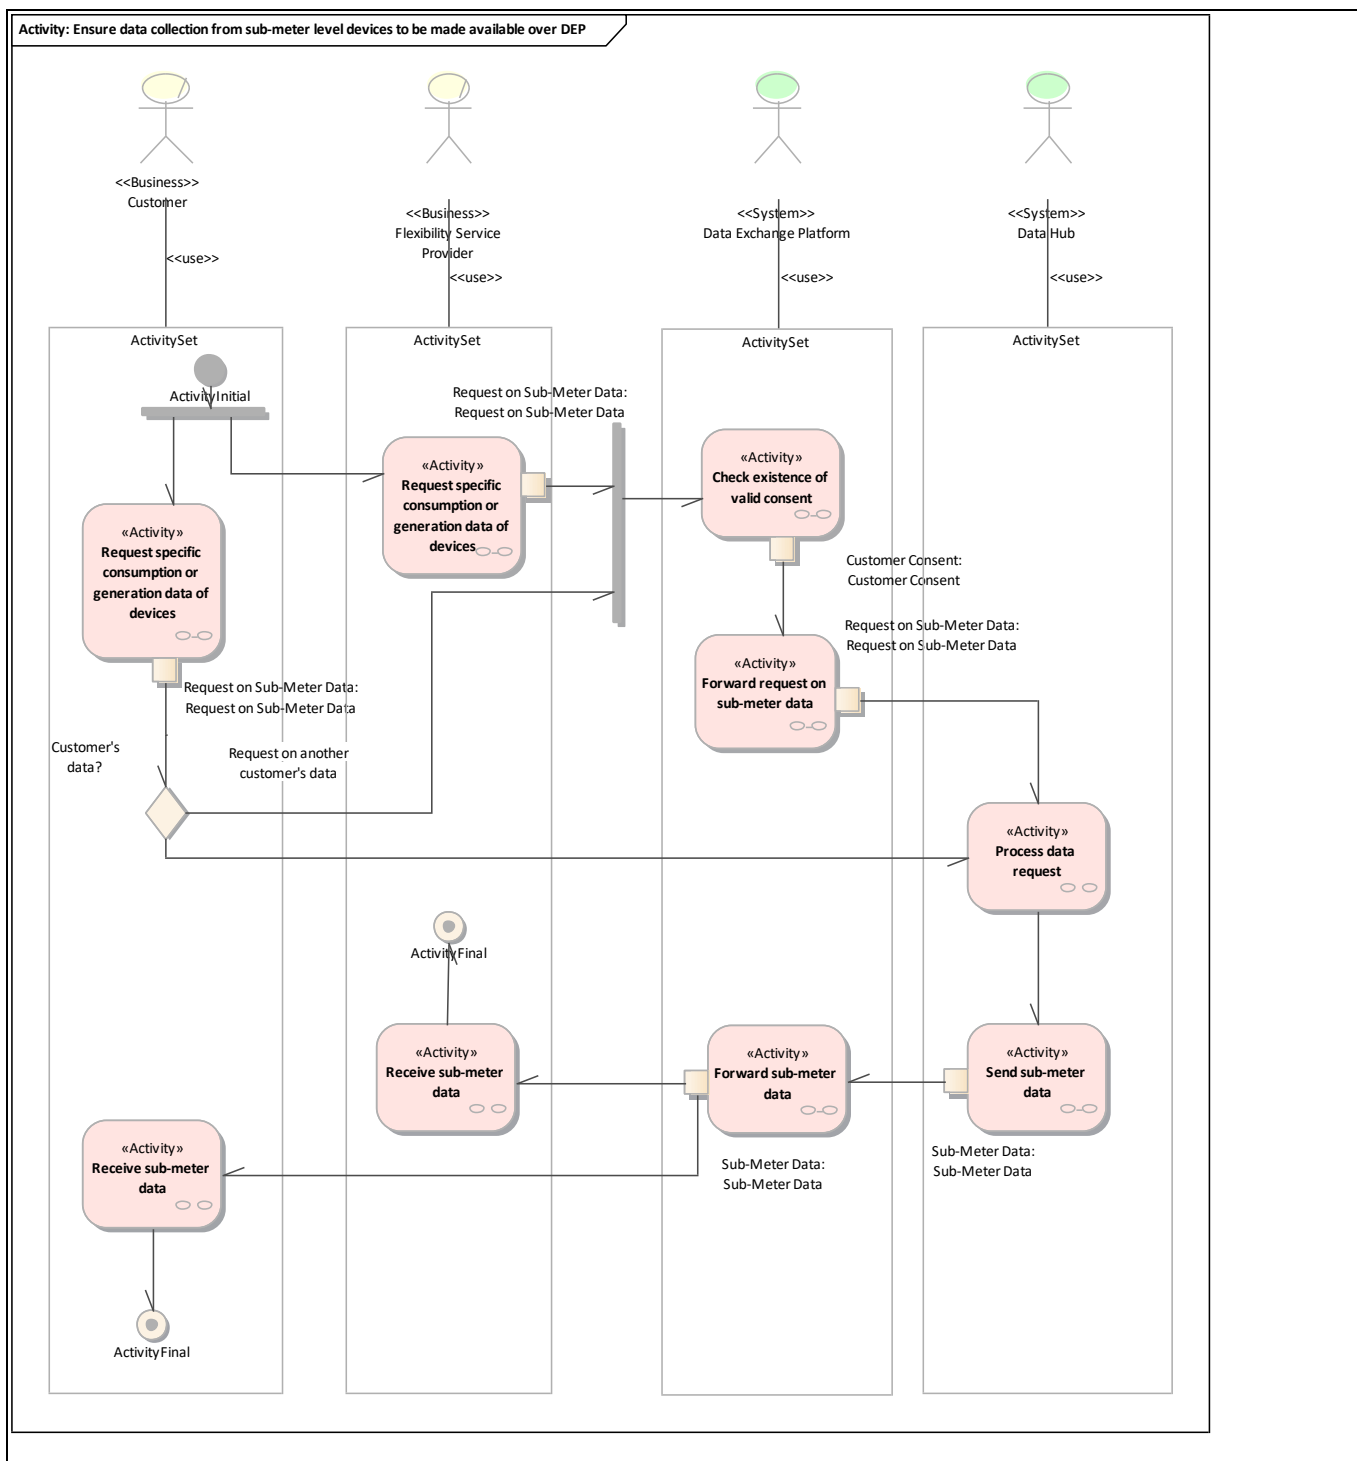 Activity: Ensure data collection from sub-meter level devices to be made available over DEP
<<Business>>
Customer
<<use>>
<<Business>>
Flexibility Service
Provider
<<use>>
<<System>>
Data Exchange Platform
<<use>>
<<System>>
Data Hub
<<use>>
ActivitySet
ActivitySet
ActivitySet
ActivitySet
ActivityInitial
Request on Sub-Meter Data:
Request on Sub-Meter Data
«Activity»
Request specific
consumption or
generation data of
devices
«Activity»
Check existence of
valid consent
«Activity»
Request specific
consumption or
generation data of
devices
Customer Consent:
Customer Consent
Request on Sub-Meter Data:
Request on Sub-Meter Data
«Activity»
Forward request on
sub-meter data
Request on Sub-Meter Data:
Request on Sub-Meter Data
Customer's
data?
Request on another
customer's data
«Activity»
Process data
request
ActivityFinal
«Activity»
Receive sub-meter
data
«Activity»
Forward sub-meter
data
«Activity»
Send sub-meter
data
Sub-Meter Data:
Sub-Meter Data
Sub-Meter Data:
Sub-Meter Data
«Activity»
Receive sub-meter
data
ActivityFinal